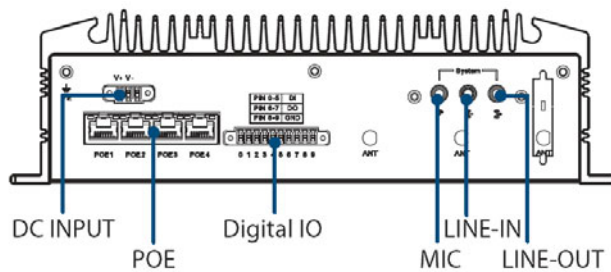 V+ V-
System
PIN 0-5 DI
PIN 6-7 DO
PIN 8-9 GND
POE1 POE2 POE3 POE4
0 1 2 3 4 5 6 7 8 9
ANT ANT ANT
DC INPUT
Digital IO
LINE-IN
POE
MIC
LINE-OUT